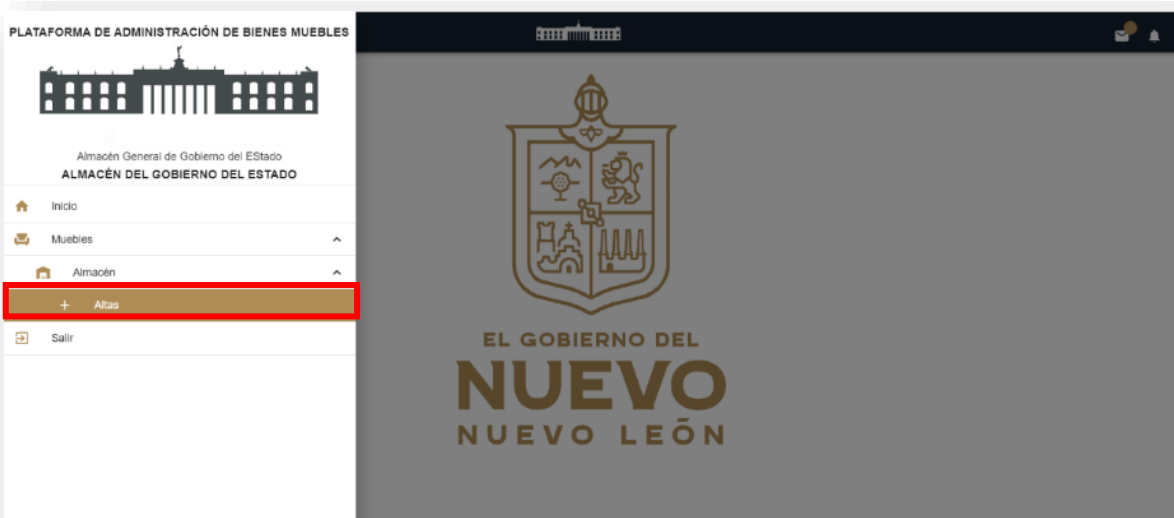 PLATAFORMA DE ADMINISTRACIÓN DE BIENES MUEBLES
Almacén General de Gobierno del EStado
ALMACÉN DEL GOBIERNO DEL ESTADO
Inicio
Muebles
Almacén
Altas
Salir
EL GOBIERNO DEL
NUEVO
NUEVO LEÓN